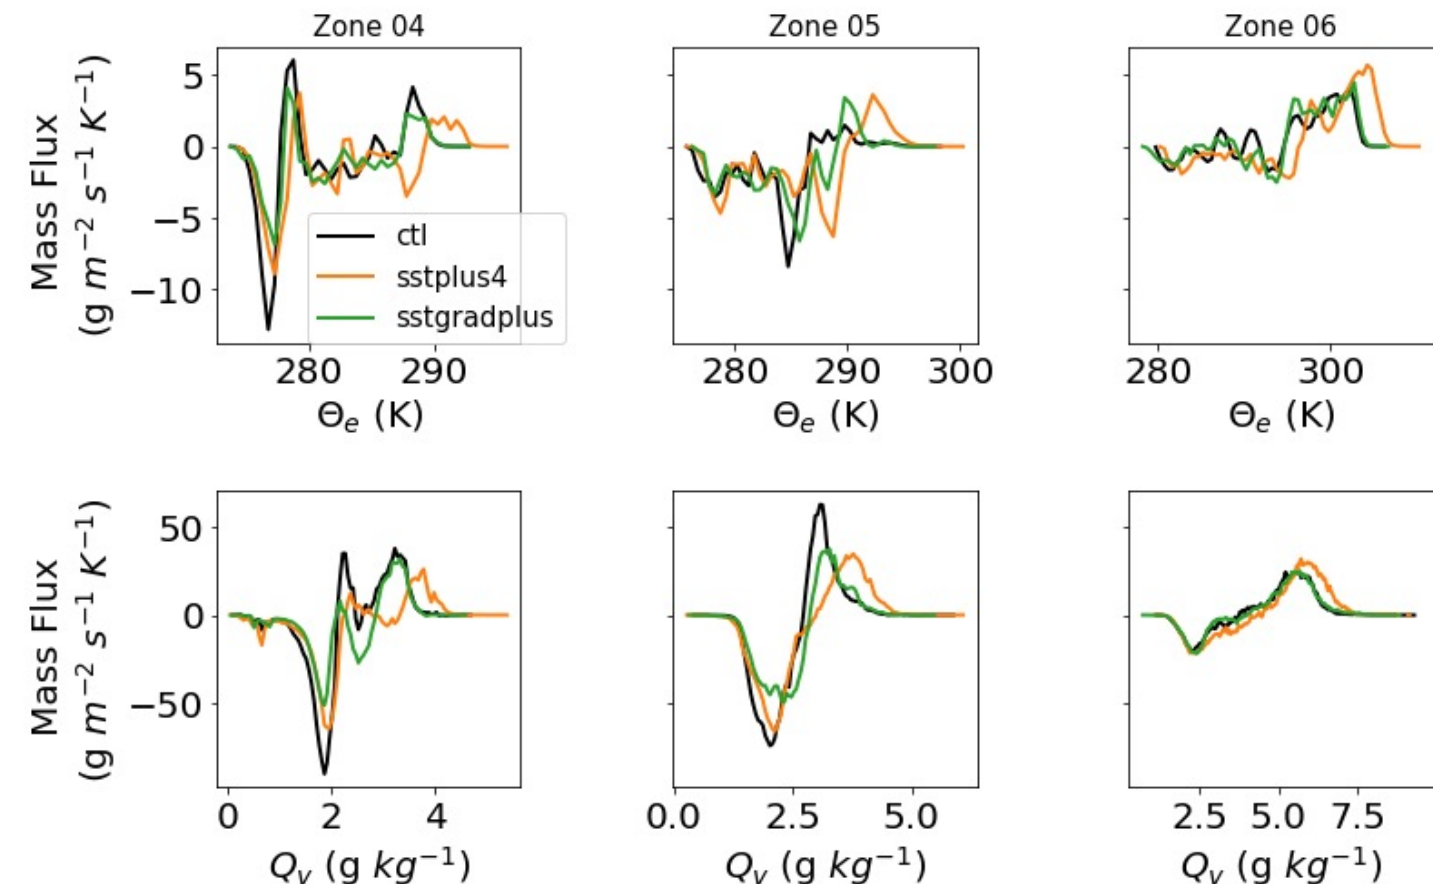 Zone 04
Zone 05
Zone 06
Mass Flux
(g m⁻² s⁻¹ K⁻¹)
5
0
−5
−10
ctl
sstplus4
sstgradplus
280 290
280 290 300
280 300
Θₑ (K)
Θₑ (K)
Θₑ (K)
Mass Flux
(g m⁻² s⁻¹ K⁻¹)
50
0
−50
0 2 4
0.0 2.5 5.0
2.5 5.0 7.5
Qᵥ (g kg⁻¹)
Qᵥ (g kg⁻¹)
Qᵥ (g kg⁻¹)